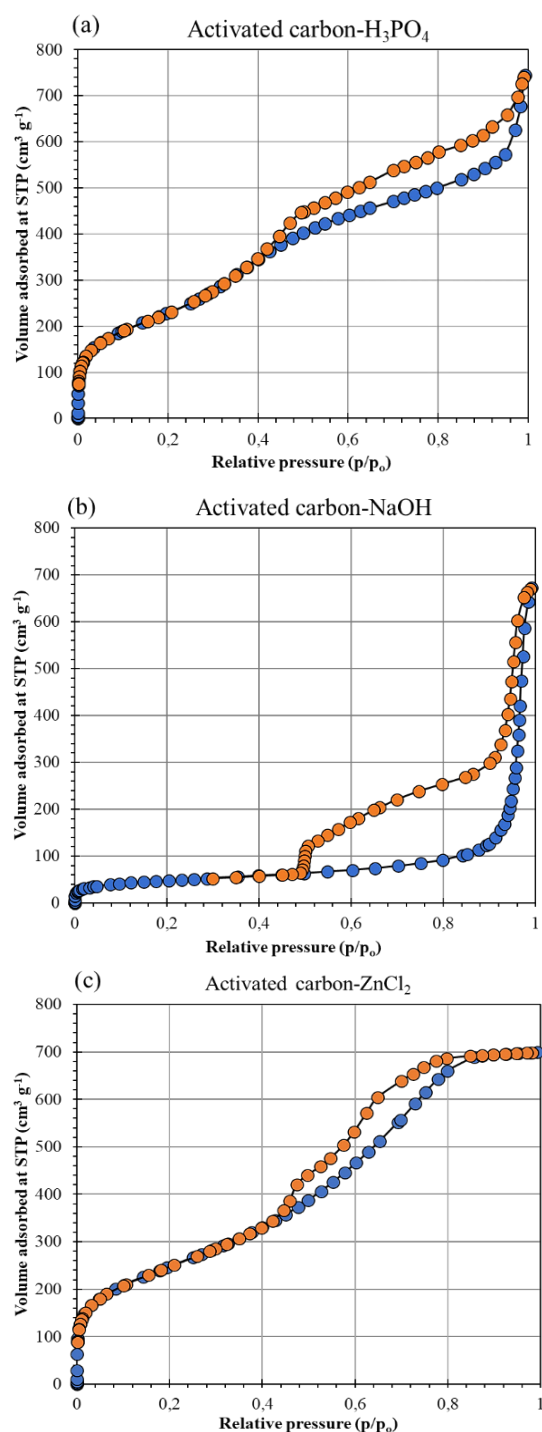 (a) Activated carbon-H₃PO₄
Volume adsorbed at STP (cm³ g⁻¹)
800
700
600
500
400
300
200
100
0
0 0,2 0,4 0,6 0,8 1
Relative pressure (p/pₒ)
(b) Activated carbon-NaOH
Volume adsorbed at STP (cm³ g⁻¹)
800
700
600
500
400
300
200
100
0
0 0,2 0,4 0,6 0,8 1
Relative pressure (p/pₒ)
(c) Activated carbon-ZnCl₂
Volume adsorbed at STP (cm³ g⁻¹)
800
700
600
500
400
300
200
100
0
0 0,2 0,4 0,6 0,8 1
Relative pressure (p/pₒ)